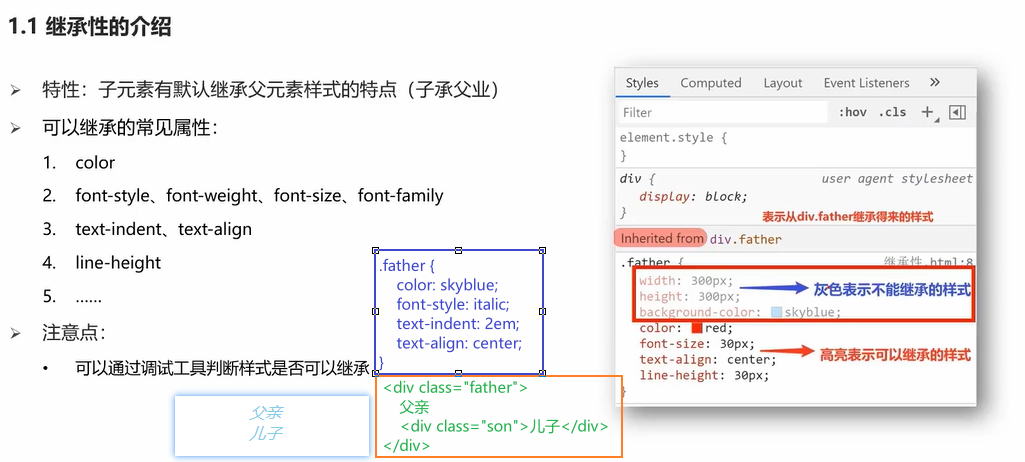 1.1 继承性的介绍
➢ 特性：子元素有默认继承父元素样式的特点（子承父业）
➢ 可以继承的常见属性：
1. color
2. font-style、font-weight、font-size、font-family
3. text-indent、text-align
4. line-height
5. ……
➢ 注意点：
• 可以通过调试工具判断样式是否可以继承
父亲
儿子
.father {
color: skyblue;
font-style: italic;
text-indent: 2em;
text-align: center;
}
<div class="father">
父亲
<div class="son">儿子</div>
</div>
Styles Computed Layout Event Listeners »
Filter :hov .cls +
element.style {
}
div { user agent stylesheet
display: block;
}
表示从div.father继承得来的样式
Inherited from div.father
.father { 继承性.html:8
width: 300px;
height: 300px;
灰色表示不能继承的样式
background-color: skyblue;
color: red;
font-size: 30px;
text-align: center;
高亮表示可以继承的样式
line-height: 30px;
}